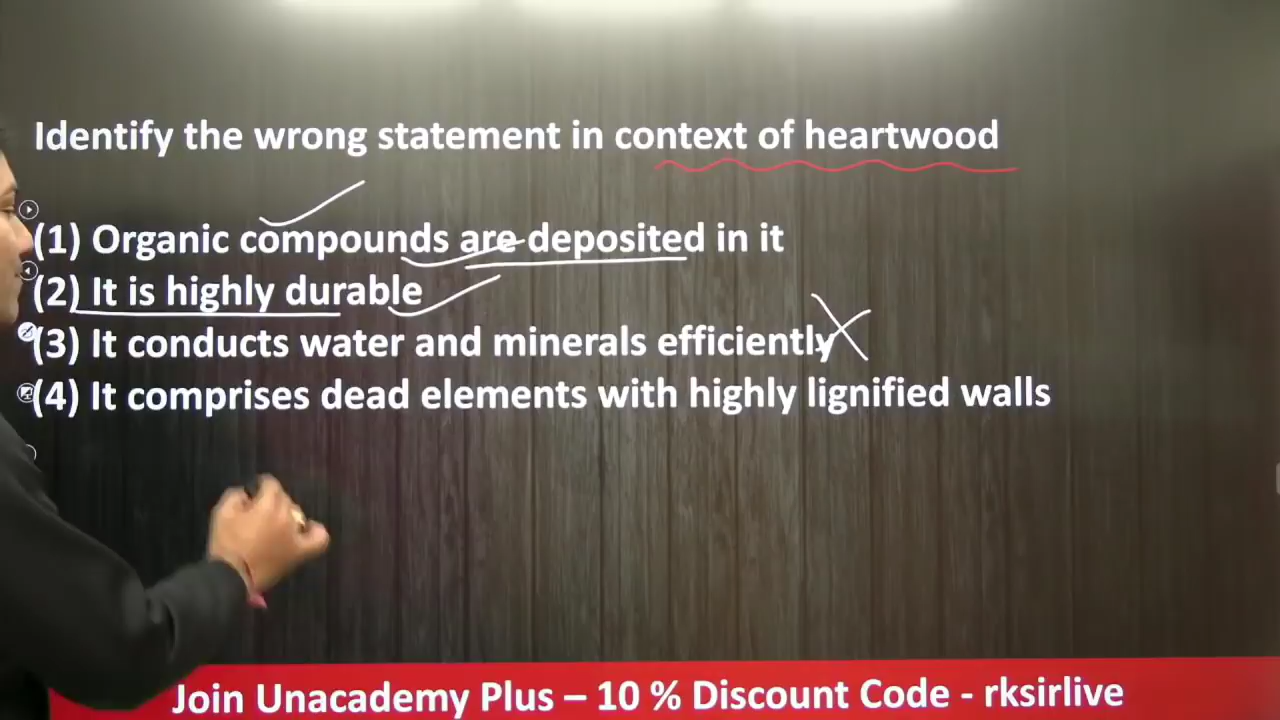 Identify the wrong statement in context of heartwood
(1) Organic compounds are deposited in it
(2) It is highly durable
(3) It conducts water and minerals efficiently
(4) It comprises dead elements with highly lignified walls
Join Unacademy Plus – 10 % Discount Code - rksirlive